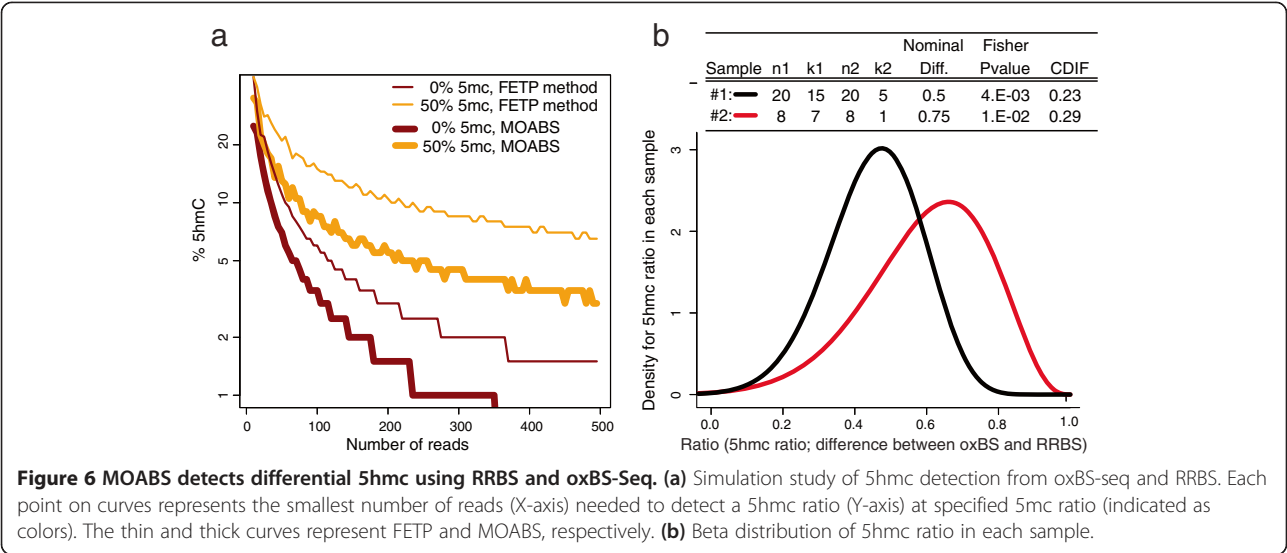 a
0% 5mc, FETP method
50% 5mc, FETP method
0% 5mc, MOABS
50% 5mc, MOABS
% 5hmC
20
10
5
2
1
0 100 200 300 400 500
Number of reads
b
Nominal Fisher
Sample n1 k1 n2 k2 Diff. Pvalue CDIF
#1: 20 15 20 5 0.5 4.E-03 0.23
#2: 8 7 8 1 0.75 1.E-02 0.29
Density for 5hmc ratio in each sample
3
2
1
0
0.0 0.2 0.4 0.6 0.8 1.0
Ratio (5hmc ratio; difference between oxBS and RRBS)
Figure 6 MOABS detects differential 5hmc using RRBS and oxBS-Seq. (a) Simulation study of 5hmc detection from oxBS-seq and RRBS. Each
point on curves represents the smallest number of reads (X-axis) needed to detect a 5hmc ratio (Y-axis) at specified 5mc ratio (indicated as
colors). The thin and thick curves represent FETP and MOABS, respectively. (b) Beta distribution of 5hmc ratio in each sample.